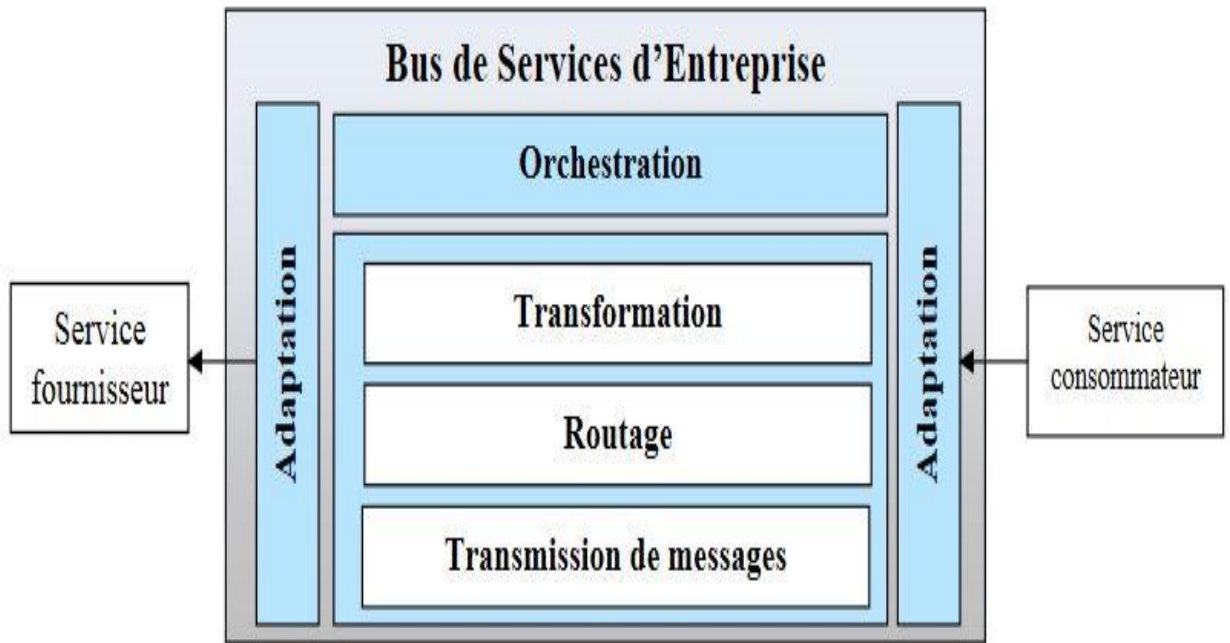 Bus de Services d’Entreprise
Orchestration
Adaptation
Transformation
Routage
Transmission de messages
Adaptation
Service
fournisseur
Service
consommateur